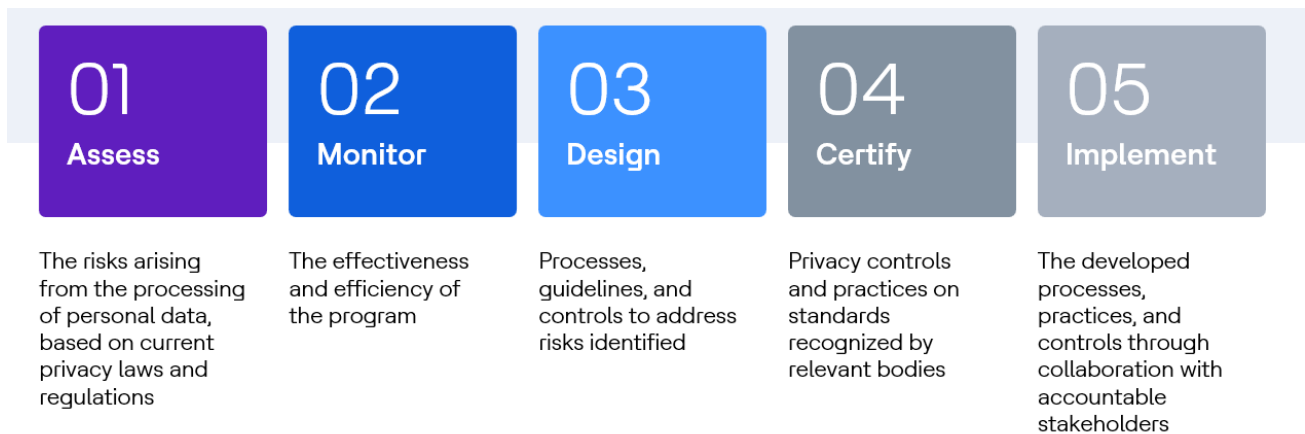 01
Assess
The risks arising
from the processing
of personal data,
based on current
privacy laws and
regulations
02
Monitor
The effectiveness
and efficiency of
the program
03
Design
Processes,
guidelines, and
controls to address
risks identified
04
Certify
Privacy controls
and practices on
standards
recognized by
relevant bodies
05
Implement
The developed
processes,
practices, and
controls through
collaboration with
accountable
stakeholders